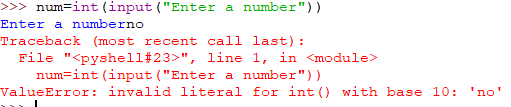 >>> num=int(input("Enter a number"))
Enter a numberno
Traceback (most recent call last):
  File "<pyshell#23>", line 1, in <module>
    num=int(input("Enter a number"))
ValueError: invalid literal for int() with base 10: 'no'
>>>